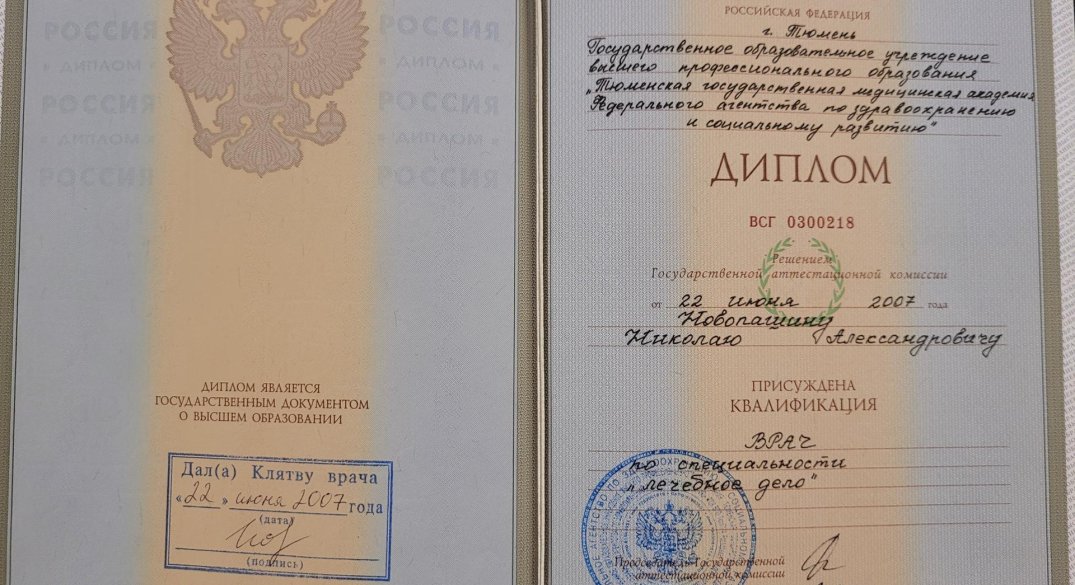 РОССИЯ РОССИЯ
ДИПЛОМ ДИПЛОМ
РОССИЯ РОССИЯ
ДИПЛОМ ДИПЛОМ
РОССИЯ РОССИЯ
ДИПЛОМ ЯВЛЯЕТСЯ
ГОСУДАРСТВЕННЫМ ДОКУМЕНТОМ
О ВЫСШЕМ ОБРАЗОВАНИИ
Дал(а) Клятву врача
«22» июня 2007 года
(дата)
(подпись)
РОССИЙСКАЯ ФЕДЕРАЦИЯ
г. Тюмень
Государственное образовательное учреждение
высшего профессионального образования
„Тюменская государственная медицинская академия
Федерального агентства по здравоохранению
и социальному развитию"
ДИПЛОМ
ВСГ 0300218
Решением
Государственной аттестационной комиссии
от 22 июня 2007 года
Новопашину
Николаю Александровичу
ПРИСУЖДЕНА
КВАЛИФИКАЦИЯ
ВРАЧ
по специальности
„лечебное дело"
Председатель Государственной
аттестационной комиссии